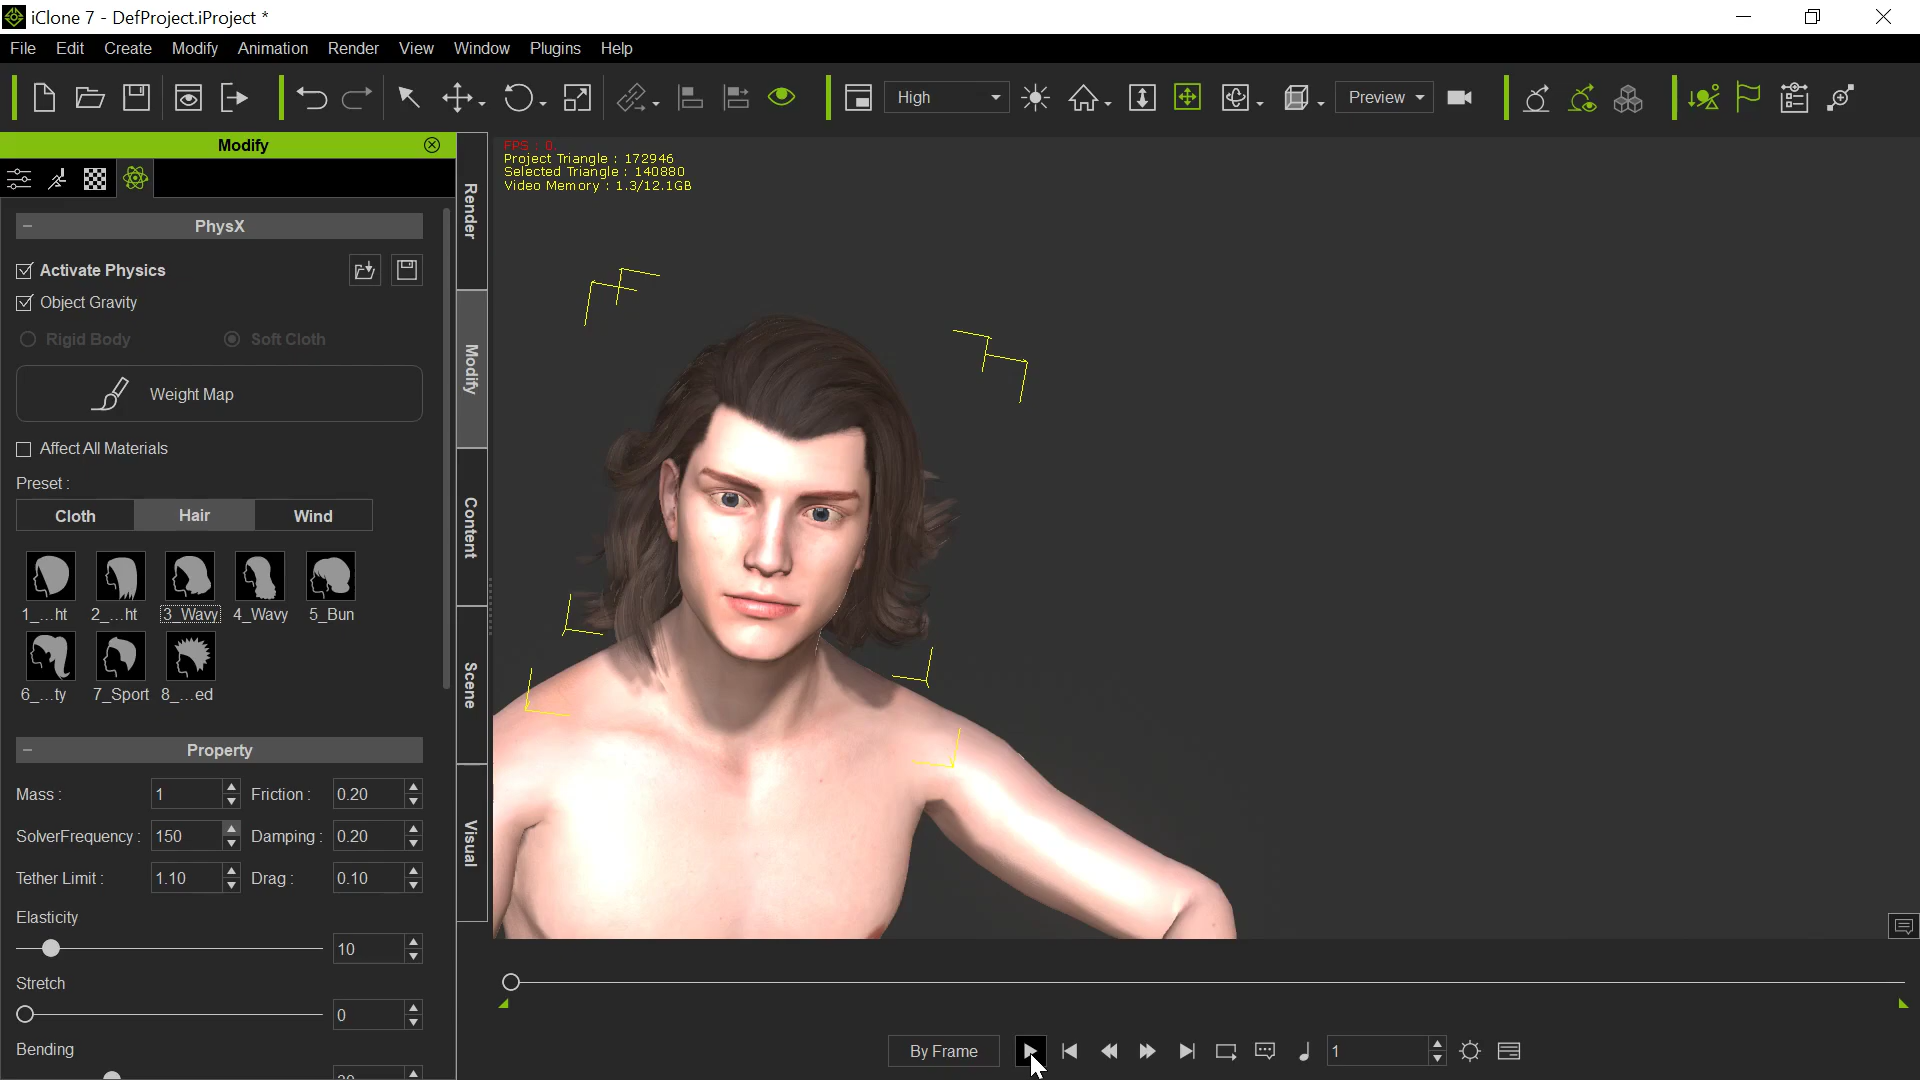 iClone 7 - DefProject.iProject *
File Edit Create Modify Animation Render View Window Plugins Help
High Preview
Modify
FPS : 0.
Project Triangle : 172946
Selected Triangle : 140880
Video Memory : 1.3/12.1GB
Render
Modify
Content
Scene
Visual
PhysX
Activate Physics
Object Gravity
Rigid Body Soft Cloth
Weight Map
Affect All Materials
Preset :
Cloth Hair Wind
1_...ht 2_...ht 3_Wavy 4_Wavy 5_Bun
6_...ty 7_Sport 8_...ed
Property
Mass : 1 Friction : 0.20
SolverFrequency : 150 Damping : 0.20
Tether Limit : 1.10 Drag : 0.10
Elasticity
10
Stretch
0
Bending
By Frame 1